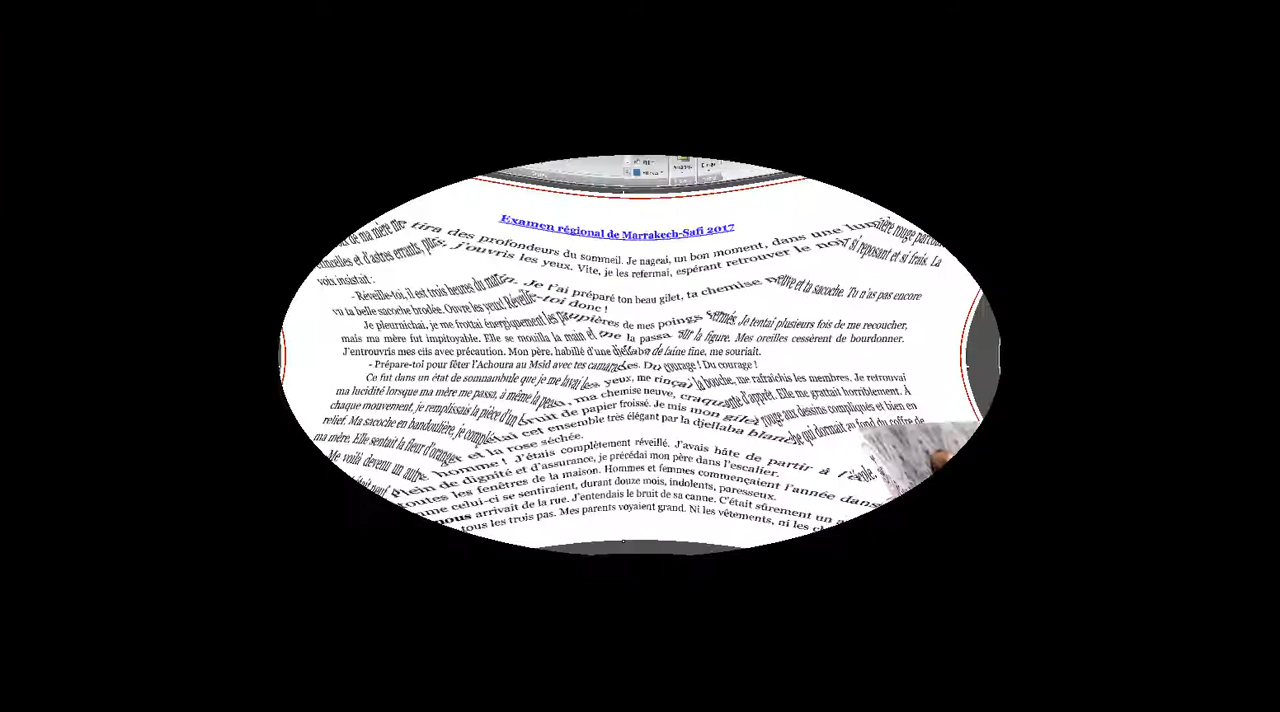 Examen régional de Marrakech-Safi 2017
de ma mère me tira des profondeurs du sommeil. Je nageai, un bon moment, dans une lumière rouge
et d'autres errants, puis, j'ouvris les yeux. Vite, je les refermai, espérant retrouver le noir si reposant et si frais. La
voix insistait :
- Réveille-toi, il est trois heures du matin. Je t'ai préparé ton beau gilet, ta chemise neuve et ta sacoche. Tu n'as pas encore
vu ta belle sacoche brodée. Ouvre les yeux! Réveille-toi donc !
Je pleurnichai, je me frottai énergiquement les paupières de mes poings fermés. Je tentai plusieurs fois de me recoucher,
mais ma mère fut impitoyable. Elle se mouilla la main et me la passa sur la figure. Mes oreilles cessèrent de bourdonner.
J'entrouvris mes cils avec précaution. Mon père, habillé d'une djellaba de laine fine, me souriait.
- Prépare-toi pour fêter l'Achoura au Msid avec tes camarades. Du courage ! Du courage !
Ce fut dans un état de somnambule que je me lavai les yeux, me rinçai la bouche, me rafraichis les membres. Je retrouvai
ma lucidité lorsque ma mère me passa, à même la peau, ma chemise neuve, craquante d'apprêt. Elle me grattait horriblement. À
chaque mouvement, je remplissais la pièce d'un bruit de papier froissé. Je mis mon gilet rouge aux dessins compliqués et bien en
relief. Ma sacoche en bandoulière, je complétai cet ensemble très élégant par la djellaba blanche qui dormait au fond du coffre de
ma mère. Elle sentait la fleur d'oranger et la rose séchée.
Me voilà devenu un autre homme ! J'étais complètement réveillé. J'avais hâte de partir à l'école.
plein de dignité et d'assurance, je précédai mon père dans l'escalier.
toutes les fenêtres de la maison. Hommes et femmes commençaient l'année dans
celui-ci se sentiraient, durant douze mois, indolents, paresseux.
nous arrivait de la rue. J'entendais le bruit de sa canne. C'était sûrement un
tous les trois pas. Mes parents voyaient grand. Ni les vêtements, ni les